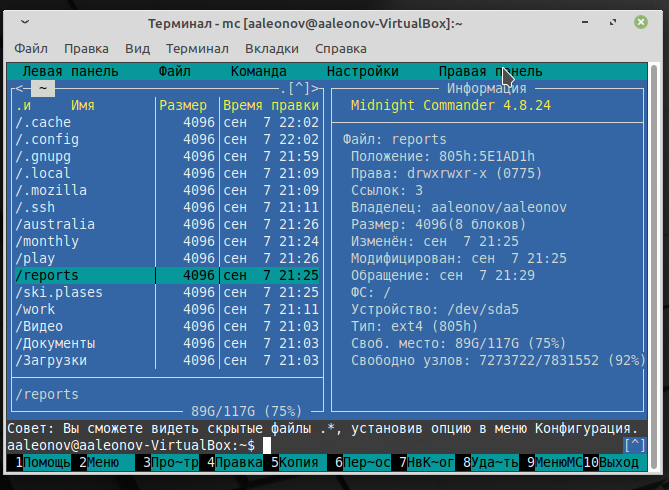 Терминал - mc [aaleonov@aaleonov-VirtualBox]:~
Файл Правка Вид Терминал Вкладки Справка
Левая панель Файл Команда Настройки Правая панель
<─ ~ ─.[^]>
.и Имя Размер Время правки
/.cache 4096 сен 7 22:02
/.config 4096 сен 7 22:02
/.gnupg 4096 сен 7 21:59
/.local 4096 сен 7 21:09
/.mozilla 4096 сен 7 21:09
/.ssh 4096 сен 7 21:11
/australia 4096 сен 7 21:26
/monthly 4096 сен 7 21:24
/play 4096 сен 7 21:26
/reports 4096 сен 7 21:25
/ski.plases 4096 сен 7 21:25
/work 4096 сен 7 21:11
/Видео 4096 сен 7 21:03
/Документы 4096 сен 7 21:03
/Загрузки 4096 сен 7 21:03
/reports
89G/117G (75%)
Информация
Midnight Commander 4.8.24
Файл: reports
Положение: 805h:5E1AD1h
Права: drwxrwxr-x (0775)
Ссылок: 3
Владелец: aaleonov/aaleonov
Размер: 4096(8 блоков)
Изменён: сен 7 21:25
Модифицирован: сен 7 21:25
Обращение: сен 7 21:29
ФС: /
Устройство: /dev/sda5
Тип: ext4 (805h)
Своб. место: 89G/117G (75%)
Свободно узлов: 7273722/7831552 (92%)
Совет: Вы сможете видеть скрытые файлы .*, установив опцию в меню Конфигурация.
aaleonov@aaleonov-VirtualBox:~$ [^]
1Помощь 2Меню 3Про~тр 4Правка 5Копия 6Пер~ос 7НвК~ог 8Уда~ть 9МенюМС 10Выход